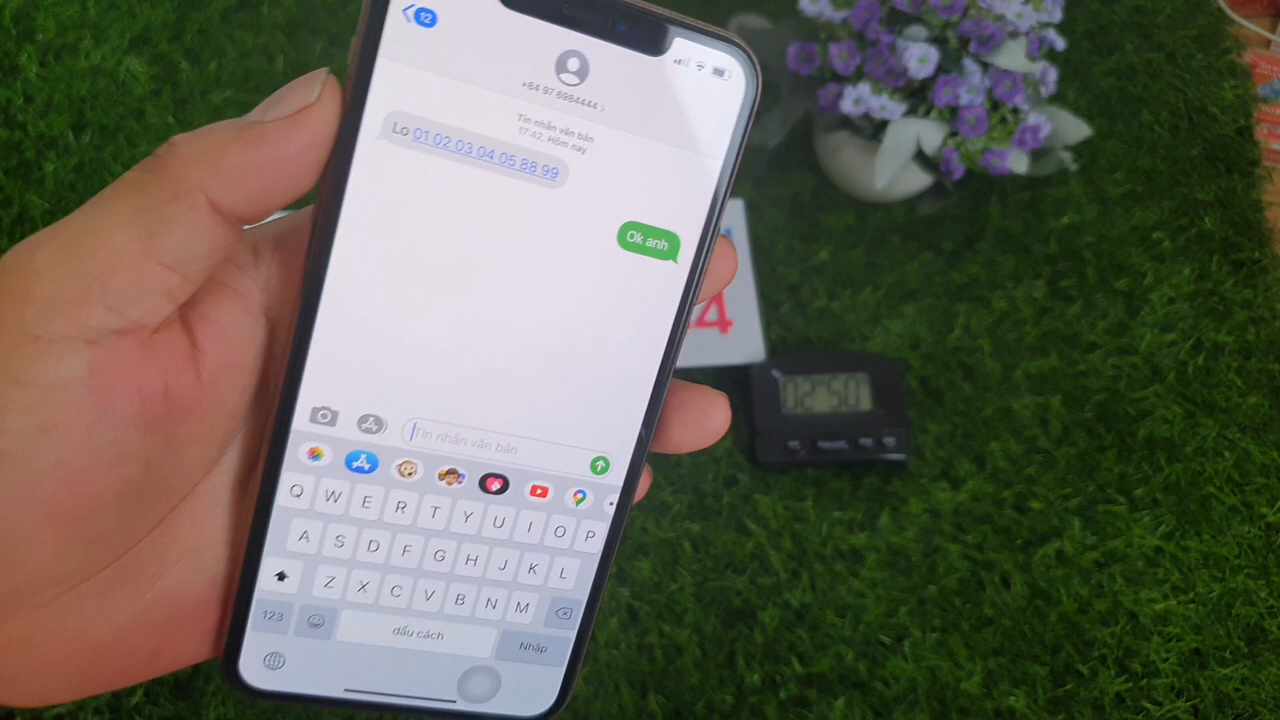 12
+84 97 6984444
Tin nhắn văn bản
17:42, Hôm nay
Lo 01 02 03 04 05 88 99
Ok anh
Tin nhắn văn bản
Q W E R T Y U I O P
A S D F G H J K L
Z X C V B N M
123
dấu cách
Nhập
4
02 50